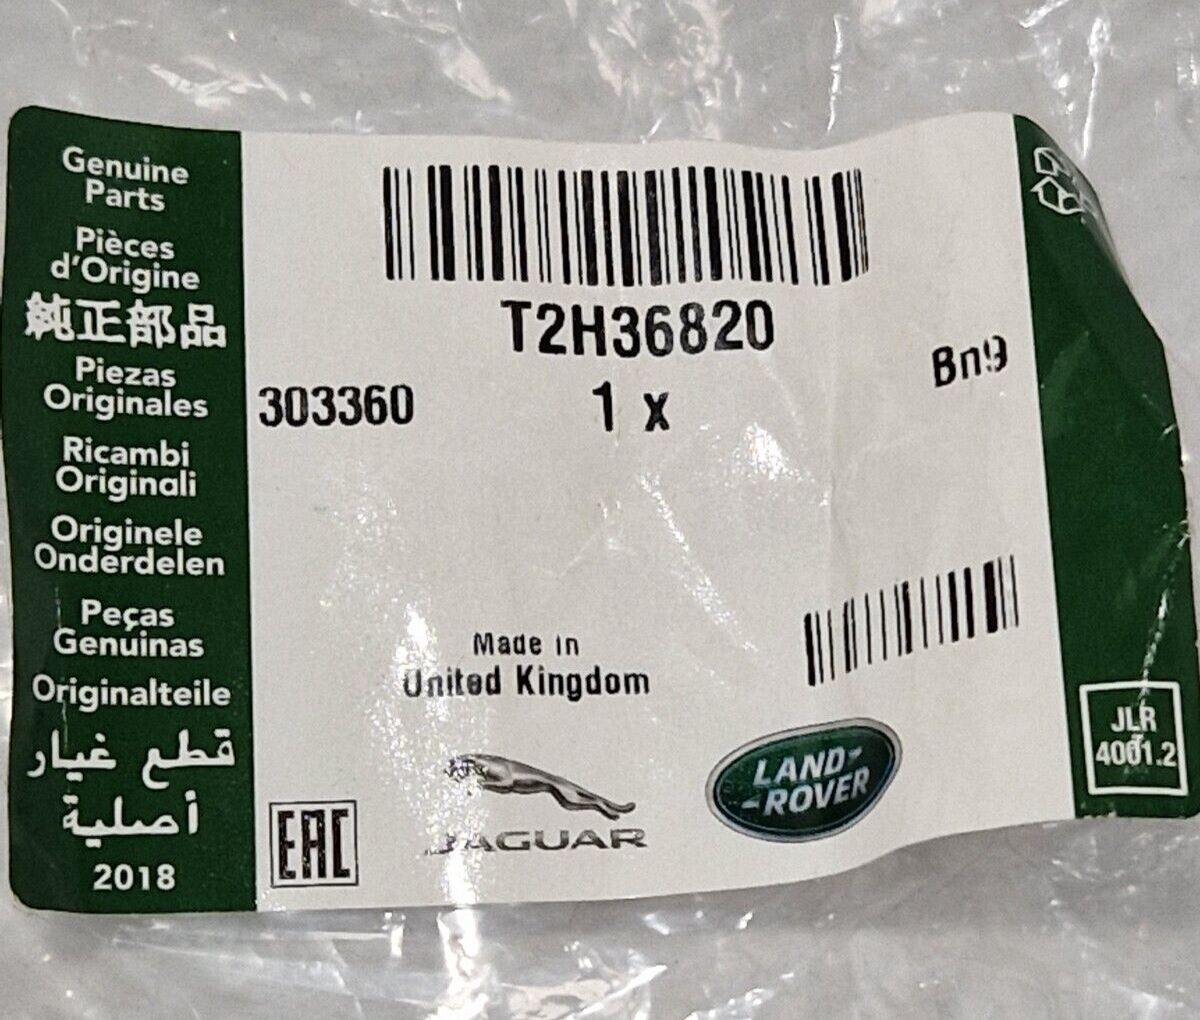 Genuine
Parts
Pièces
d'Origine
純正部品
Piezas
Originales
Ricambi
Originali
Originele
Onderdelen
Peças
Genuinas
Originalteile
قطع غيار
أصلية
2018
T2H36820
303360
1 x
Bn9
Made in
United Kingdom
EAC
JAGUAR
LAND-
-ROVER
JLR
4001.2